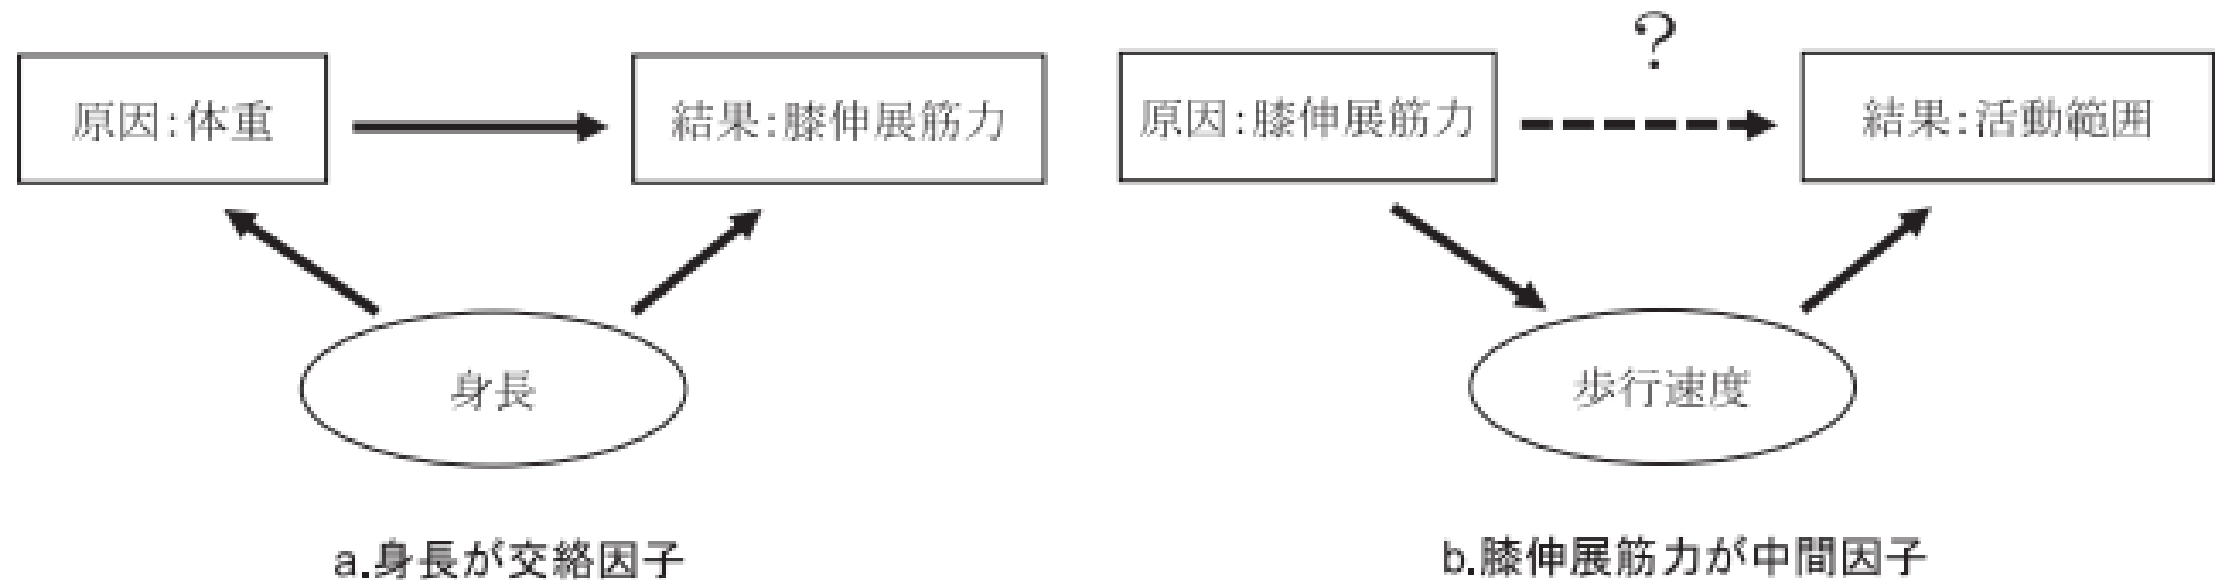 原因:体重
結果:膝伸展筋力
身長
a.身長が交絡因子
?
原因:膝伸展筋力
結果:活動範囲
歩行速度
b.膝伸展筋力が中間因子